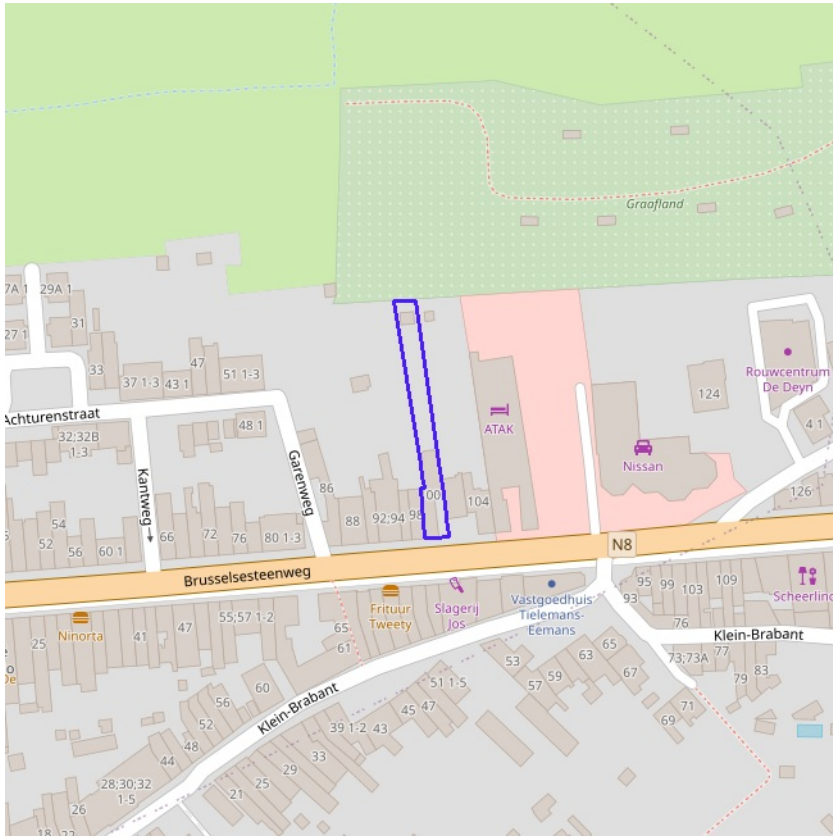 Graafland
7A 1
29A 1
27 1
31
33
37 1-3
43 1
47
51 1-3
124
Rouwcentrum
De Deyn
ATAK
Achturenstraat
32;32B
1-3
48 1
4 1
Nissan
Kantweg
Garenweg
86
104
126
54
52
56
60 1
66
72
76
80 1-3
88
92;94
98
N8
Brusselsesteenweg
95
99
103
109
93
Vastgoedhuis
Tielemans-
Eemans
Scheerlinc
Frituur
Tweety
Slagerij
Jos
Ninorta
25
41
47
55;57 1-2
65
61
76
Klein-Brabant
73;73A
77
79
83
71
69
53
57
59
63
65
67
60
56
52
48
44
Klein-Brabant
51 1-5
45
47
39 1-2
43
33
29
25
21
28;30;32
1-5
26
18
22
De